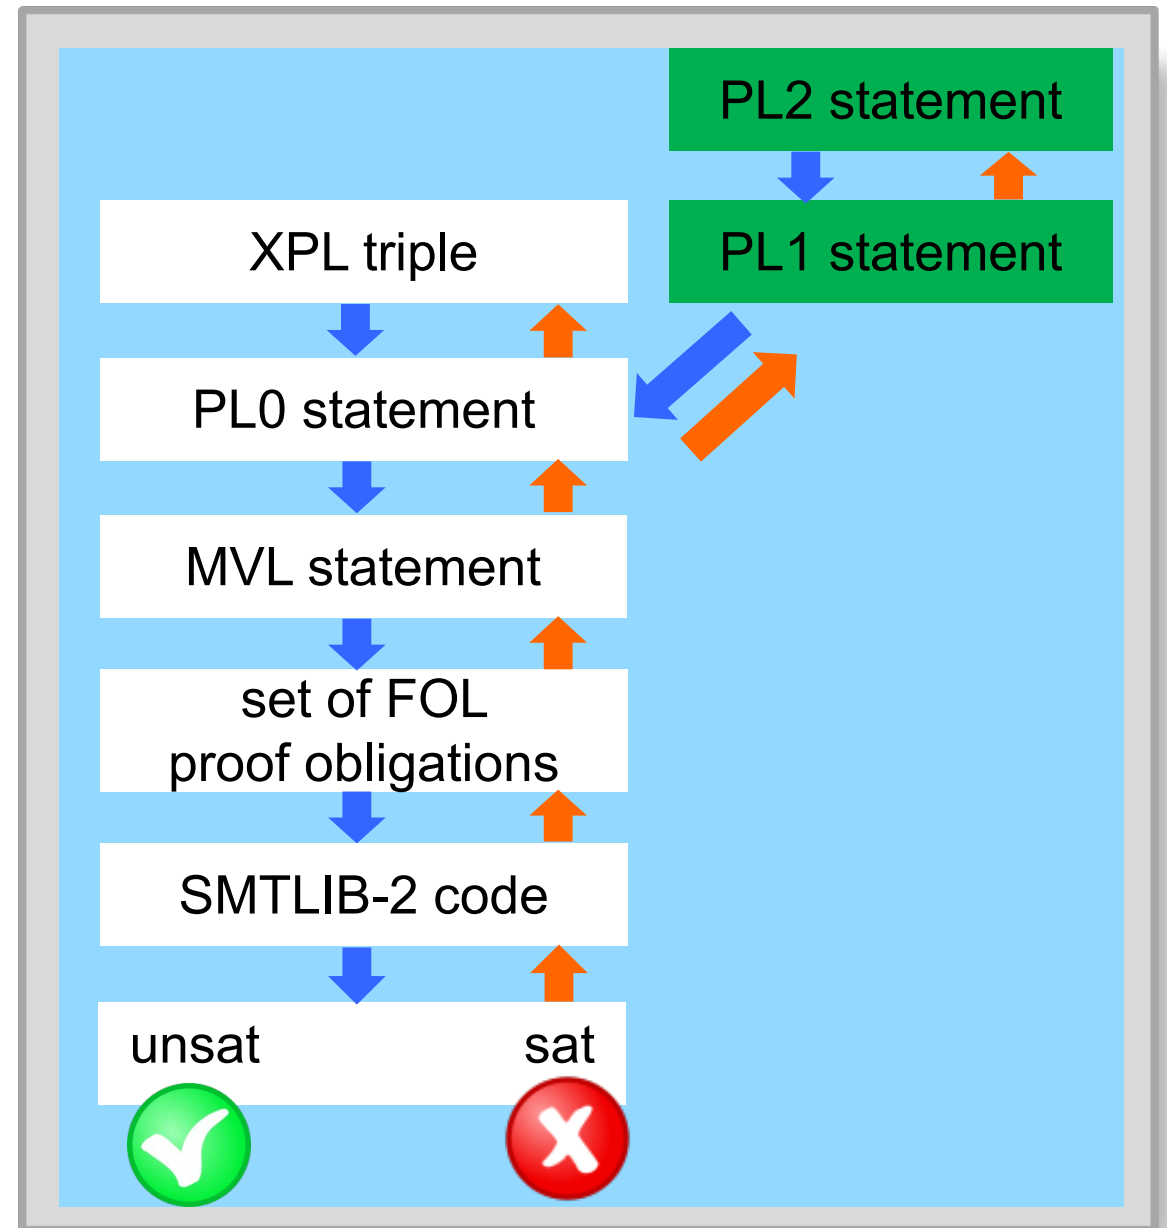 PL2 statement
XPL triple
PL1 statement
PL0 statement
MVL statement
set of FOL
proof obligations
SMTLIB-2 code
unsat
sat